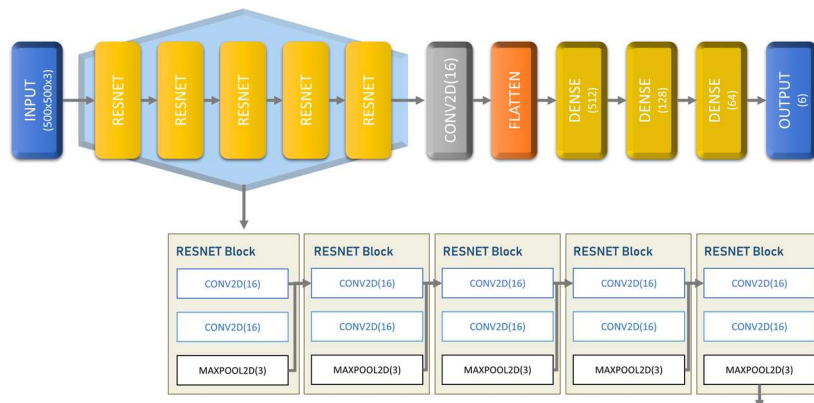 INPUT
(500x500x3)
RESNET
RESNET
RESNET
RESNET
RESNET
CONV2D(16)
FLATTEN
DENSE
(512)
DENSE
(128)
DENSE
(64)
OUTPUT
(6)
RESNET Block
CONV2D(16)
CONV2D(16)
MAXPOOL2D(3)
RESNET Block
CONV2D(16)
CONV2D(16)
MAXPOOL2D(3)
RESNET Block
CONV2D(16)
CONV2D(16)
MAXPOOL2D(3)
RESNET Block
CONV2D(16)
CONV2D(16)
MAXPOOL2D(3)
RESNET Block
CONV2D(16)
CONV2D(16)
MAXPOOL2D(3)